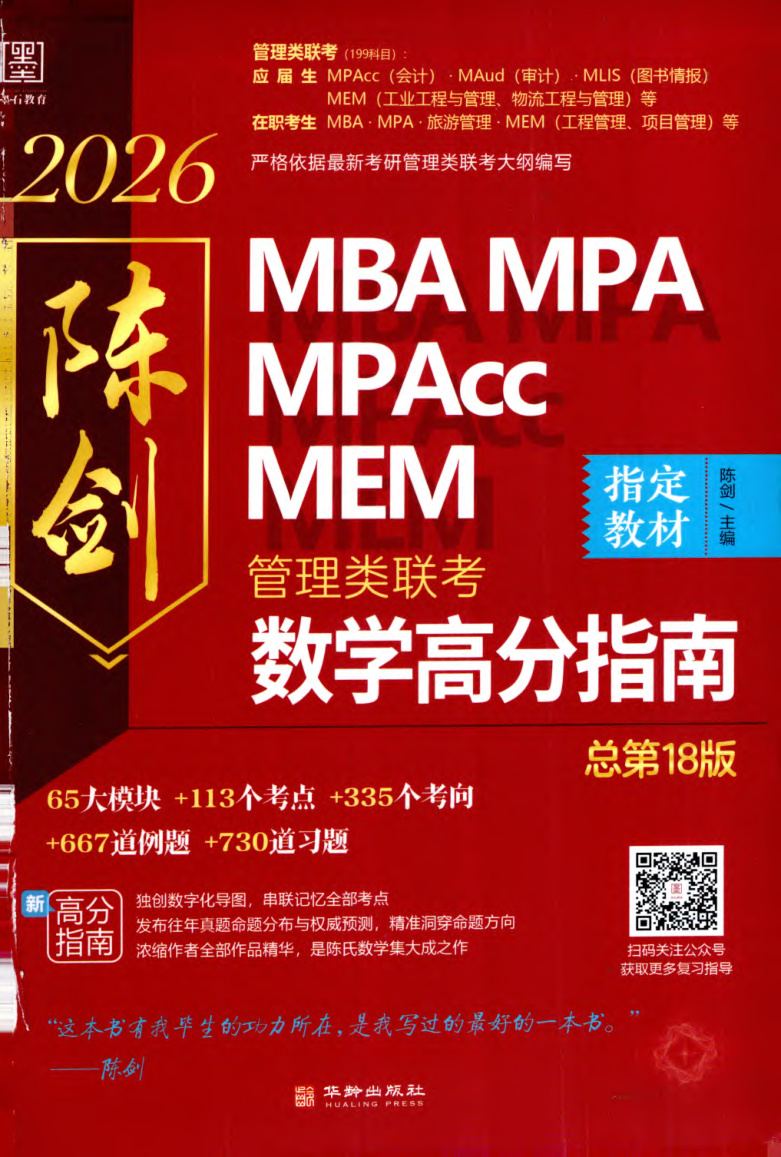 墨
墨石教育
管理类联考(199科目):
应届生 MPAcc(会计)·MAud(审计)·MLIS(图书情报)
MEM(工业工程与管理、物流工程与管理)等
在职考生 MBA·MPA·旅游管理·MEM(工程管理、项目管理)等
严格依据最新考研管理类联考大纲编写
2026
陈剑
MBA MPA
MPAcc
MEM
指定
教材
陈剑/主编
管理类联考
数学高分指南
总第18版
65大模块 +113个考点 +335个考向
+667道例题 +730道习题
新
高分
指南
独创数字化导图,串联记忆全部考点
发布往年真题命题分布与权威预测,精准洞穿命题方向
浓缩作者全部作品精华,是陈氏数学集大成之作
扫码关注公众号
获取更多复习指导
“这本书有我毕生的功力所在,是我写过的最好的一本书。”
——陈剑
华龄出版社
HUALING PRESS